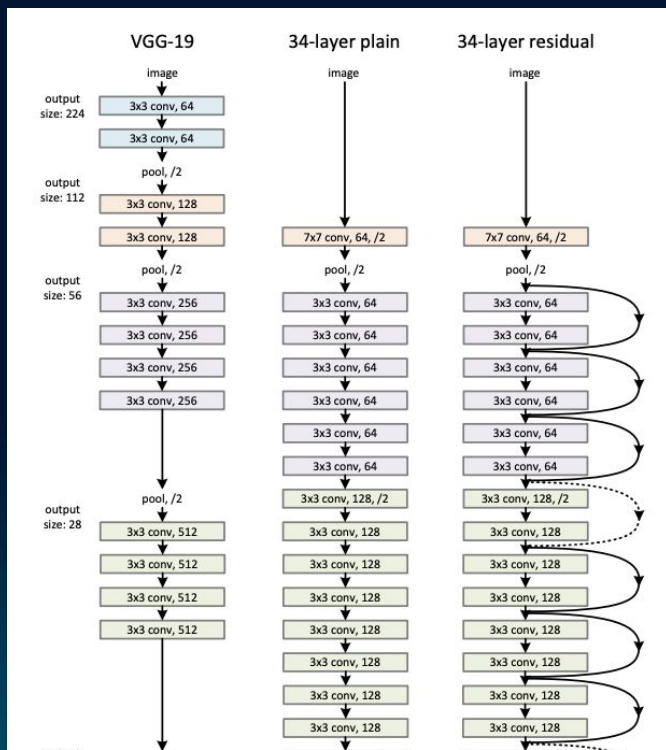 VGG-19
34-layer plain
34-layer residual
image
image
image
output
size: 224
3x3 conv, 64
3x3 conv, 64
pool, /2
output
size: 112
3x3 conv, 128
3x3 conv, 128
7x7 conv, 64, /2
7x7 conv, 64, /2
pool, /2
pool, /2
pool, /2
output
size: 56
3x3 conv, 256
3x3 conv, 64
3x3 conv, 64
3x3 conv, 256
3x3 conv, 64
3x3 conv, 64
3x3 conv, 256
3x3 conv, 64
3x3 conv, 64
3x3 conv, 256
3x3 conv, 64
3x3 conv, 64
3x3 conv, 64
3x3 conv, 64
3x3 conv, 64
3x3 conv, 64
pool, /2
3x3 conv, 128, /2
3x3 conv, 128, /2
output
size: 28
3x3 conv, 512
3x3 conv, 128
3x3 conv, 128
3x3 conv, 512
3x3 conv, 128
3x3 conv, 128
3x3 conv, 512
3x3 conv, 128
3x3 conv, 128
3x3 conv, 512
3x3 conv, 128
3x3 conv, 128
3x3 conv, 128
3x3 conv, 128
3x3 conv, 128
3x3 conv, 128
3x3 conv, 128
3x3 conv, 128